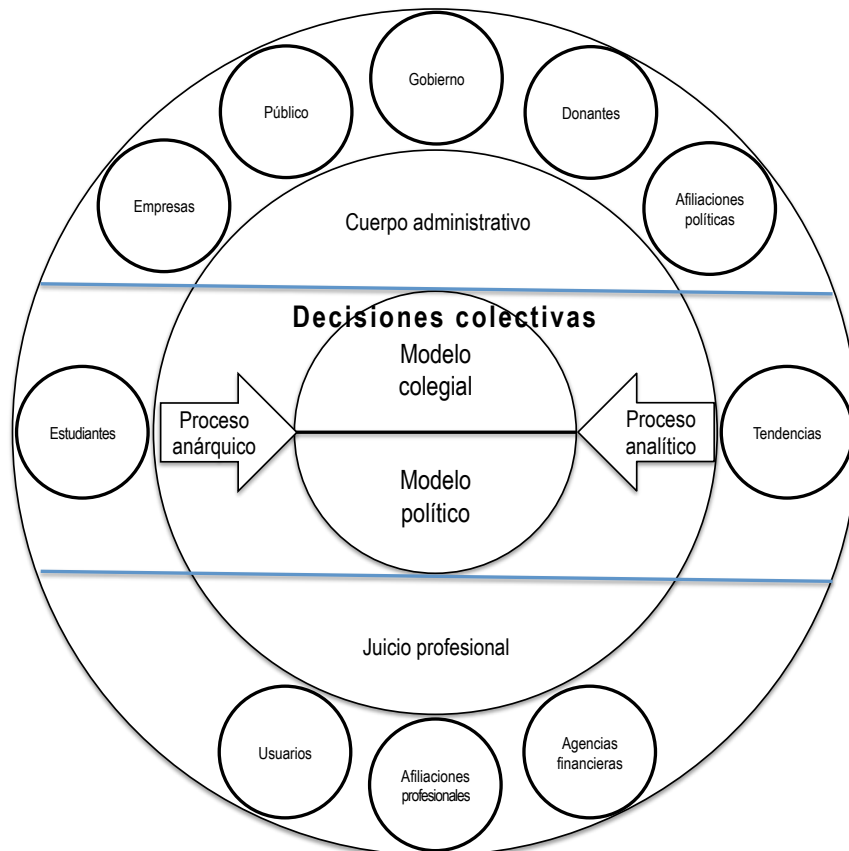 Gobierno
Público
Donantes
Empresas
Afiliaciones
políticas
Cuerpo administrativo
Decisiones colectivas
Modelo
colegial
Estudiantes
Proceso
anárquico
Proceso
analítico
Tendencias
Modelo
político
Juicio profesional
Usuarios
Afiliaciones
profesionales
Agencias
financieras